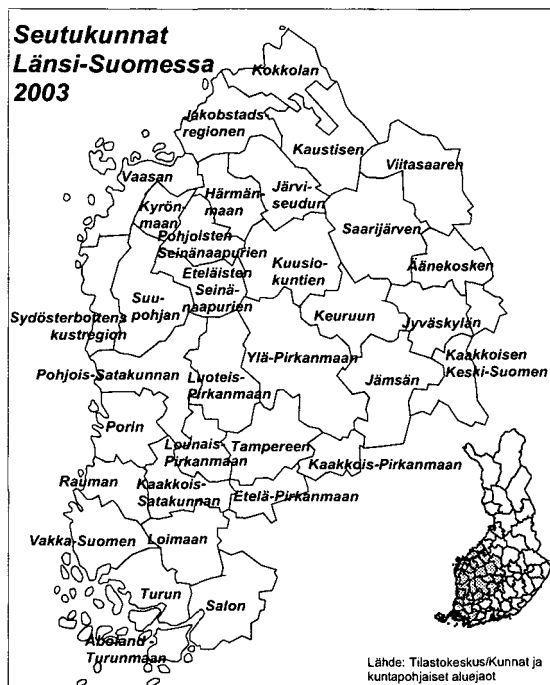 Seutukunnat
Länsi-Suomessa
2003
Kokkolan
Jakobstads-
regionen
Kaustisen
Viitasaaren
Vaasan
Härmän-
maan
Järvi-
seudun
Kyrön-
maan
Saarijärven
Pohjoisten
Seinänaapurien
Eteläisten
Seinä-
naapurien
Kuusio-
kuntien
Äänekosken
Suu-
pohjan
Sydösterbottens
kustregion
Keuruun
Jyväskylän
Ylä-Pirkanmaan
Kaakkoisen
Keski-Suomen
Pohjois-Satakunnan
Luoteis-
Pirkanmaan
Jämsän
Porin
Lounais-
Pirkanmaan
Tampereen
Kaakkois-Pirkanmaan
Rauman
Kaakkois-
Satakunnan
Etelä-Pirkanmaan
Vakka-Suomen
Loimaan
Turun
Salon
Åboland-
Turunmaan
Lähde: Tilastokeskus/Kunnat ja
kuntapohjaiset aluejaot